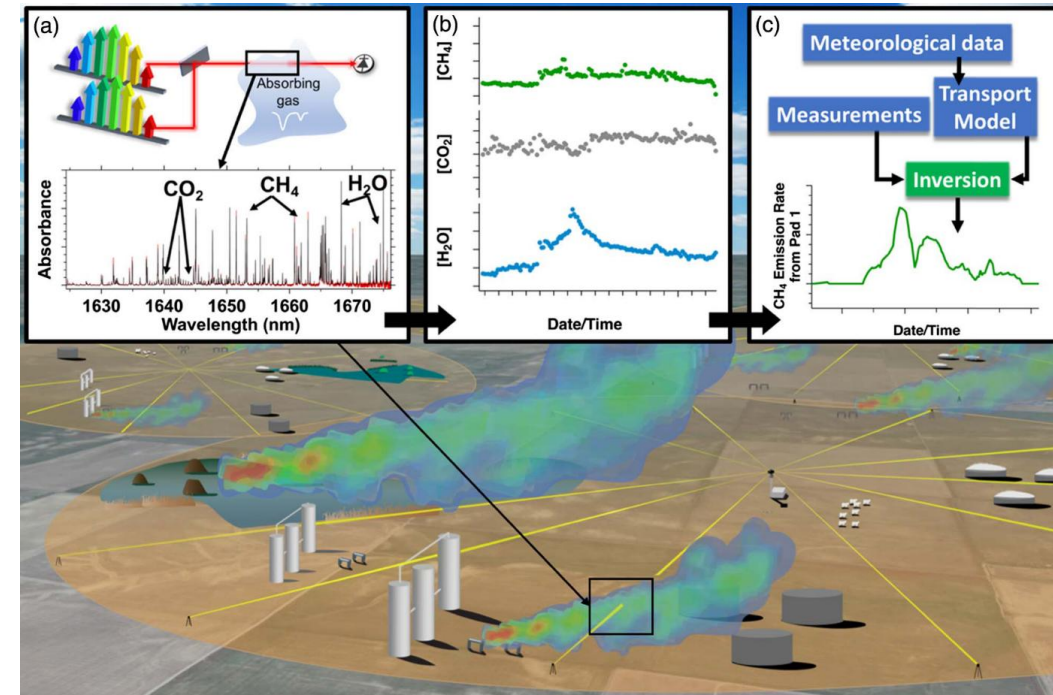 (a)
Absorbing
gas
CO₂
CH₄
H₂O
Absorbance
1630
1640
1650
1660
1670
Wavelength (nm)
(b)
[CH₄]
[CO₂]
[H₂O]
Date/Time
(c)
Meteorological data
Measurements
Transport
Model
Inversion
CH₄ Emission Rate
from Pad 1
Date/Time